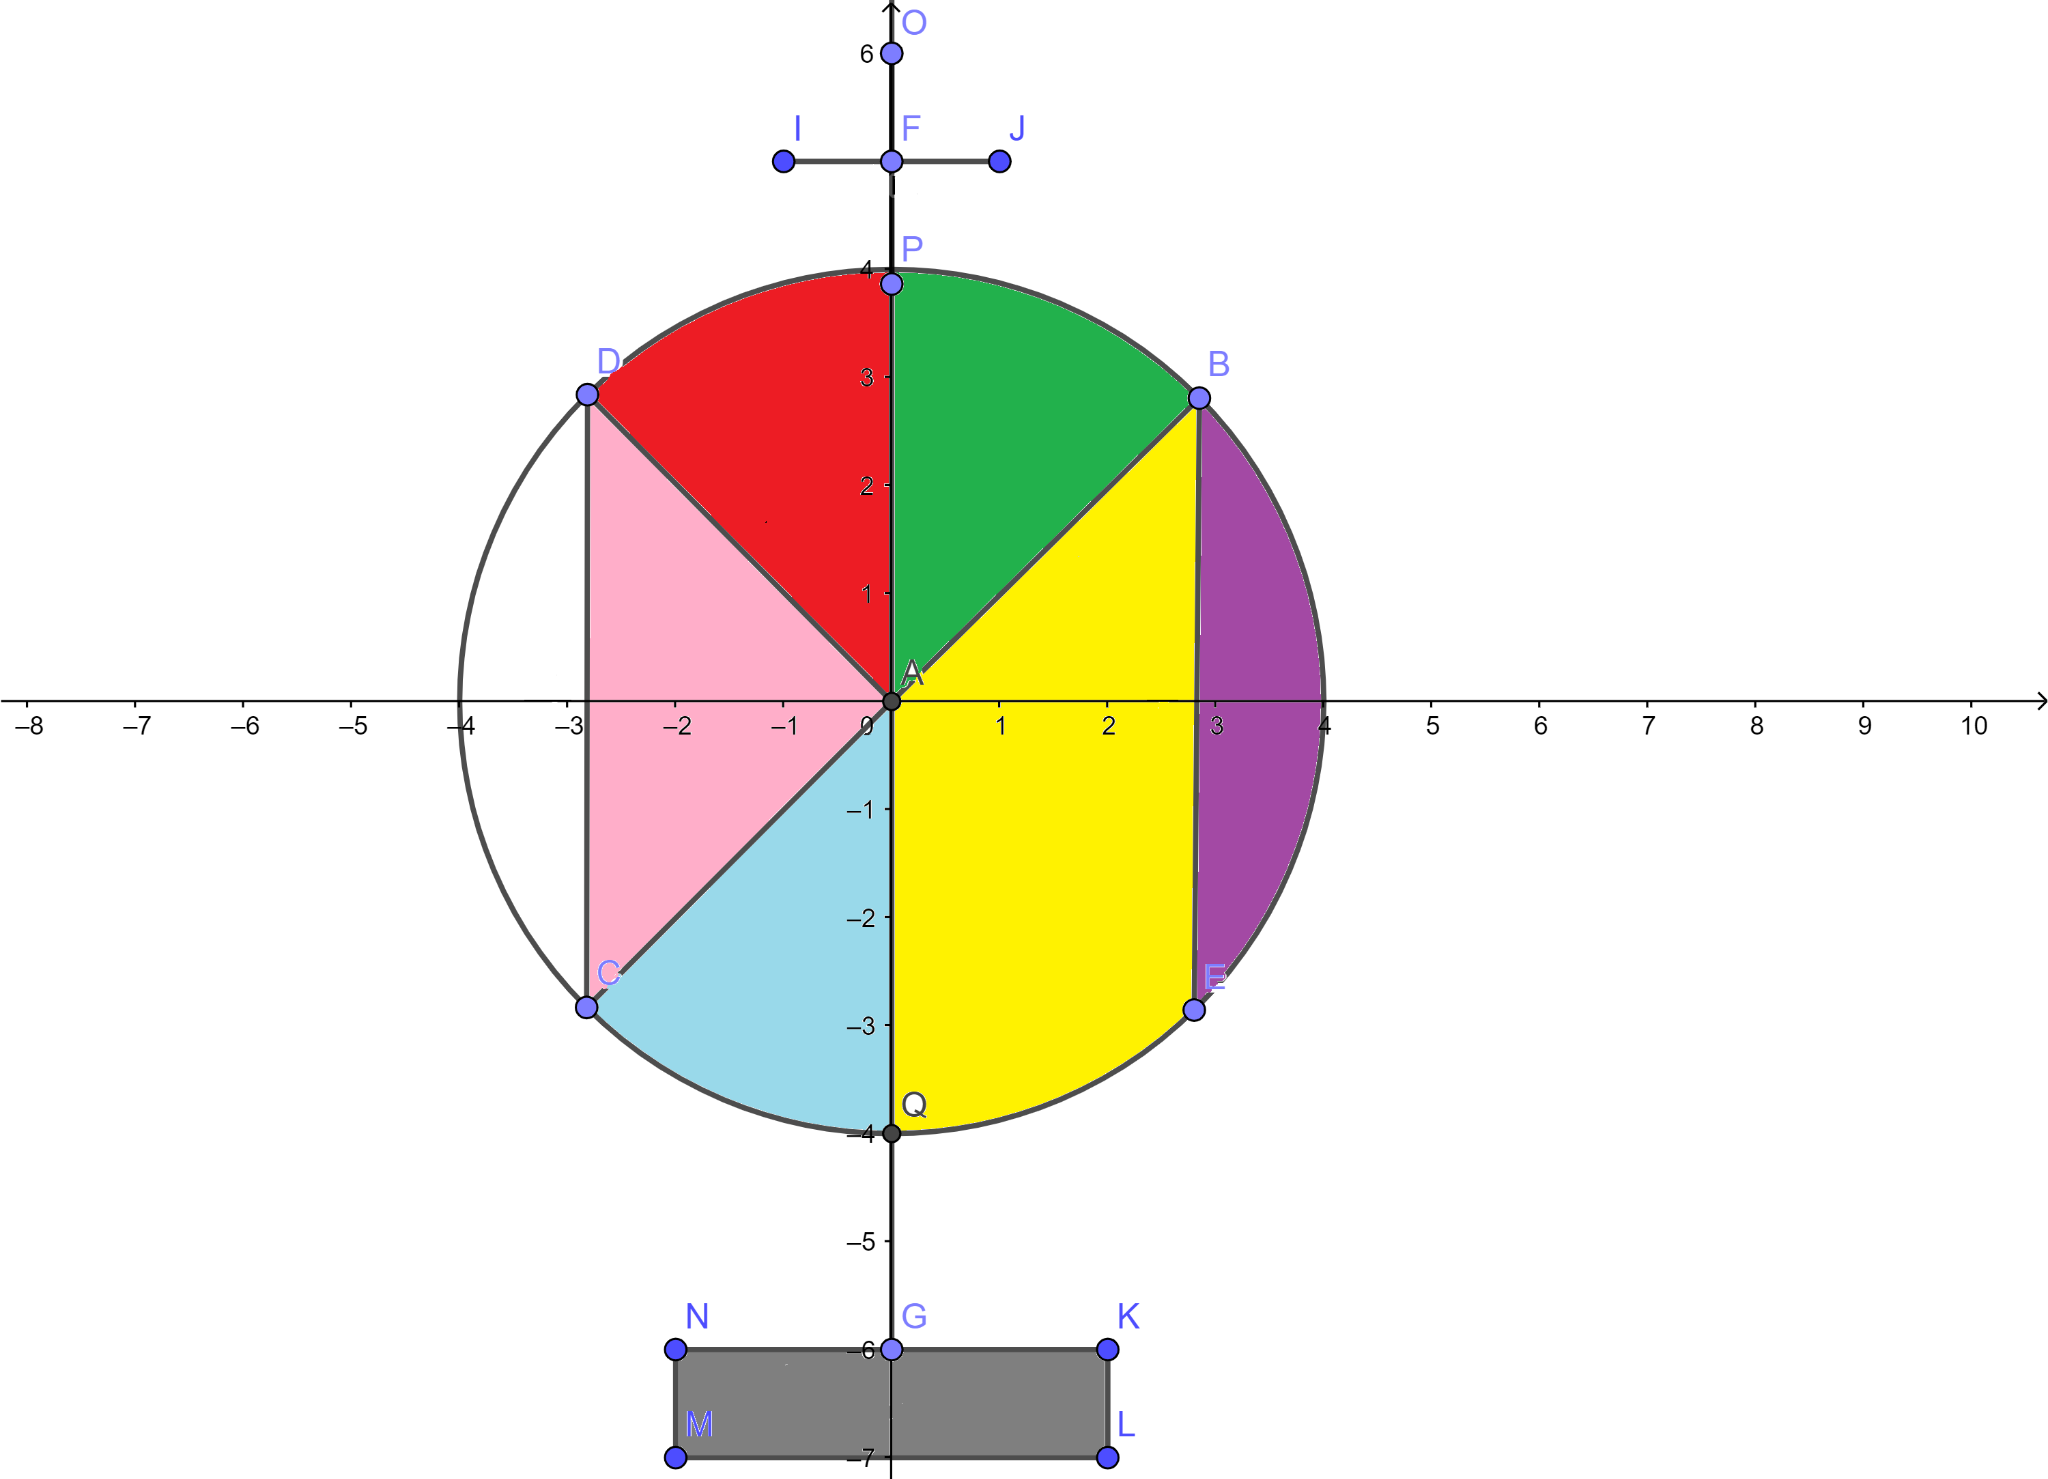 O
6
I F J
P
4
D B
3
2
1
A
–8 –7 –6 –5 –4 –3 –2 –1 0 1 2 3 4 5 6 7 8 9 10
–1
–2
C E
–3
Q
–4
–5
N G K
–6
M L
–7